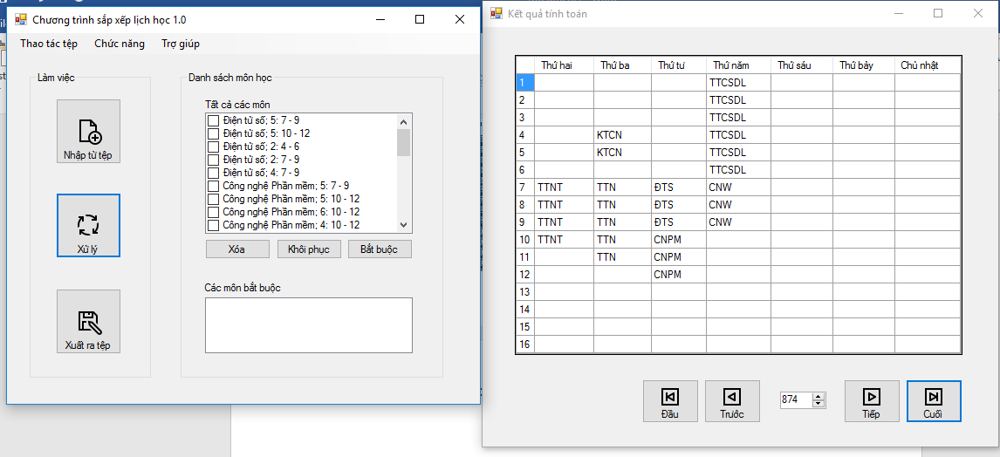 Chương trình sắp xếp lịch học 1.0
Thao tác tệp Chức năng Trợ giúp
Làm việc
Nhập từ tệp
Xử lý
Xuất ra tệp
Danh sách môn học
Tất cả các môn
Điện tử số; 5: 7 - 9
Điện tử số; 5: 10 - 12
Điện tử số; 2: 4 - 6
Điện tử số; 2: 7 - 9
Điện tử số; 4: 7 - 9
Công nghệ Phần mềm; 5: 7 - 9
Công nghệ Phần mềm; 5: 10 - 12
Công nghệ Phần mềm; 6: 10 - 12
Công nghệ Phần mềm; 4: 10 - 12
Xóa Khôi phục Bắt buộc
Các môn bắt buộc
Kết quả tính toán
Thứ hai Thứ ba Thứ tư Thứ năm Thứ sáu Thứ bảy Chủ nhật
1 TTCSDL
2 TTCSDL
3 TTCSDL
4 KTCN TTCSDL
5 KTCN TTCSDL
6 TTCSDL
7 TTNT TTN ĐTS CNW
8 TTNT TTN ĐTS CNW
9 TTNT TTN ĐTS CNW
10 TTNT TTN CNPM
11 TTN CNPM
12 CNPM
13
14
15
16
Đầu Trước 874 Tiếp Cuối